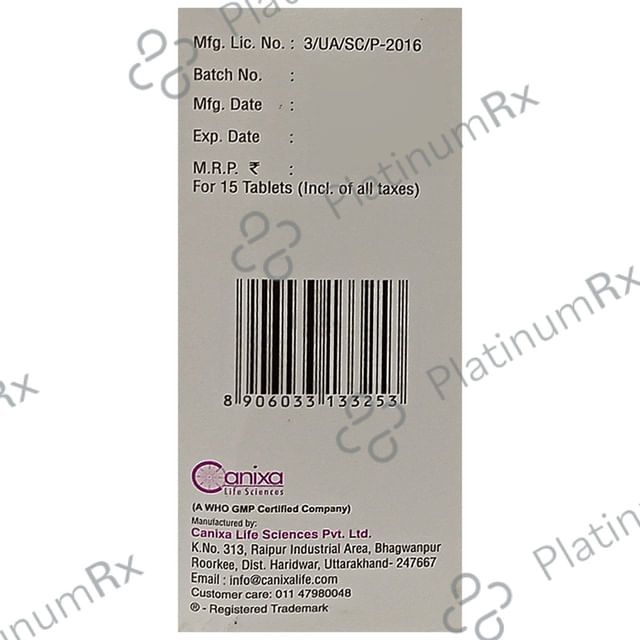 Mfg. Lic. No. : 3/UA/SC/P-2016
Batch No. :
Mfg. Date :
Exp. Date :
M.R.P. ₹ :
For 15 Tablets (Incl. of all taxes)
8 906033 133253
Canixa
Life Sciences
(A WHO GMP Certified Company)
Manufactured by:
Canixa Life Sciences Pvt. Ltd.
K.No. 313, Raipur Industrial Area, Bhagwanpur
Roorkee, Dist. Haridwar, Uttarakhand- 247667
Email : info@canixalife.com
Customer care: 011 47980048
® - Registered Trademark
PlatinumRx
PlatinumRx
PlatinumRx
PlatinumRx
Platinum
Rx